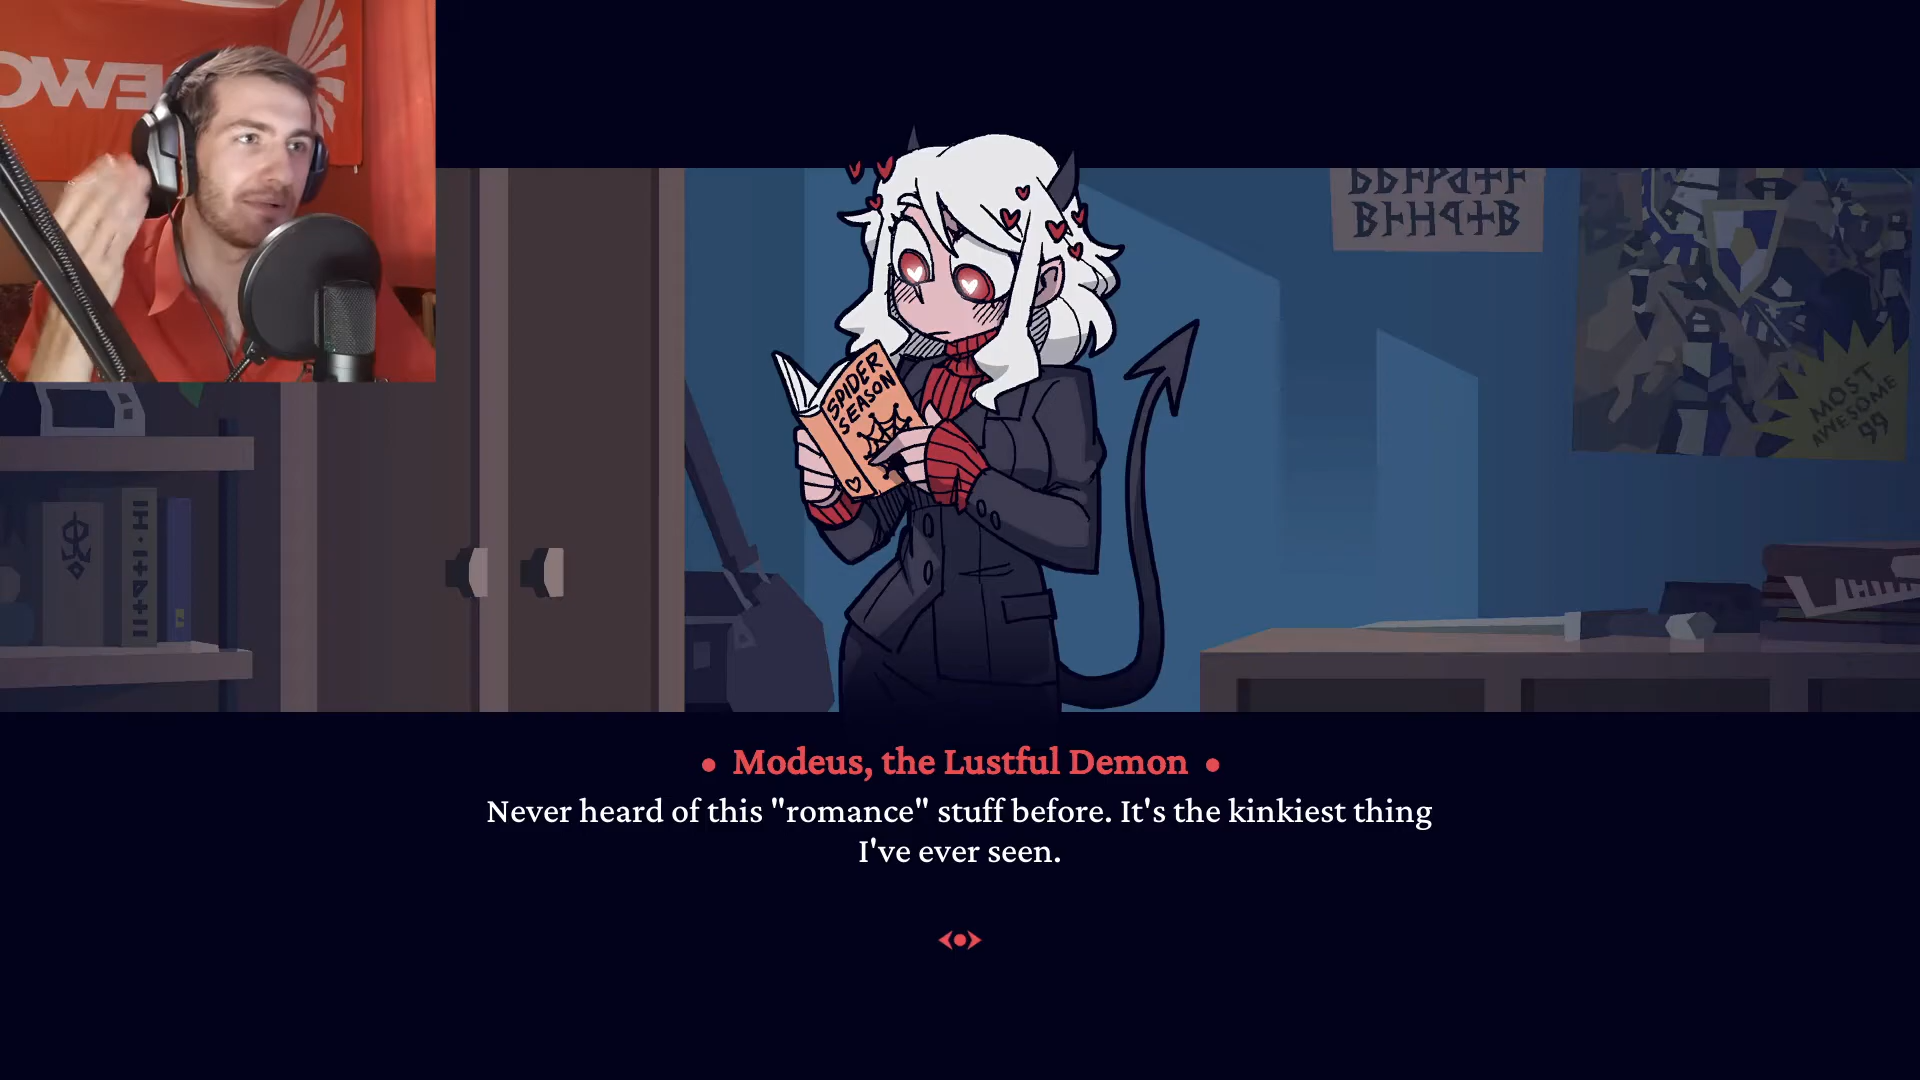 SPIDER
SEASON
MOST
AWESOME
99
• Modeus, the Lustful Demon •
Never heard of this "romance" stuff before. It's the kinkiest thing
I've ever seen.